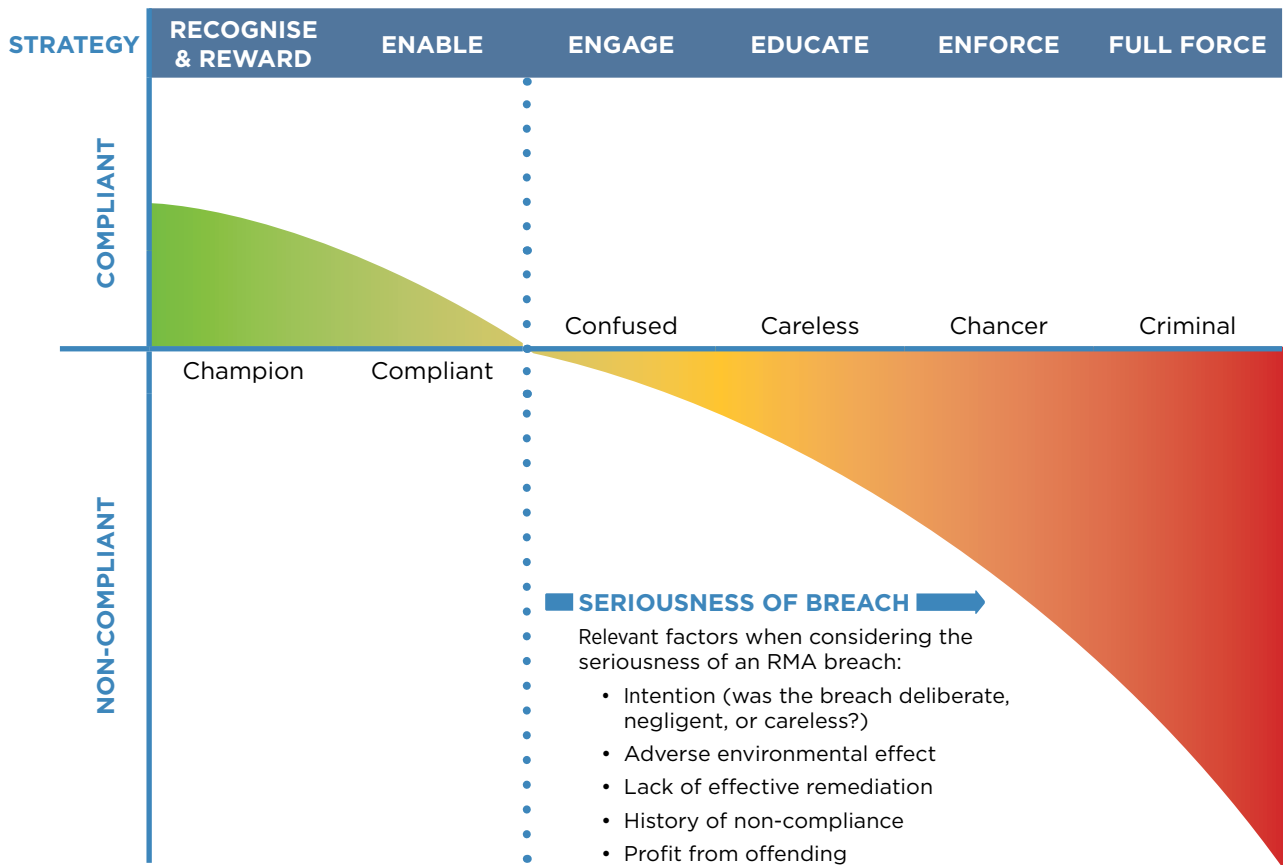 STRATEGY
RECOGNISE
& REWARD
ENABLE
ENGAGE
EDUCATE
ENFORCE
FULL FORCE
COMPLIANT
Confused
Careless
Chancer
Criminal
Champion
Compliant
NON-COMPLIANT
SERIOUSNESS OF BREACH
Relevant factors when considering the
seriousness of an RMA breach:
• Intention (was the breach deliberate,
negligent, or careless?)
• Adverse environmental effect
• Lack of effective remediation
• History of non-compliance
• Profit from offending